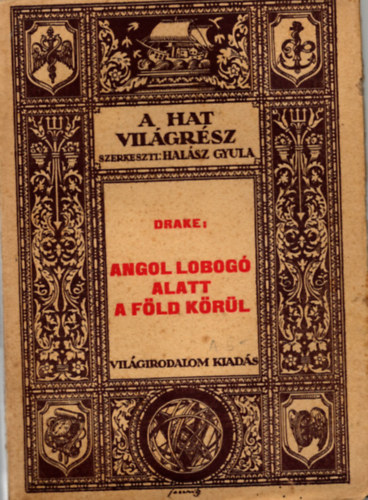 A HAT
VILÁGRÉSZ
SZERKESZTI: HALÁSZ GYULA
DRAKE:
ANGOL LOBOGÓ
ALATT
A FÖLD KÖRÜL
VILÁGIRODALOM KIADÁS